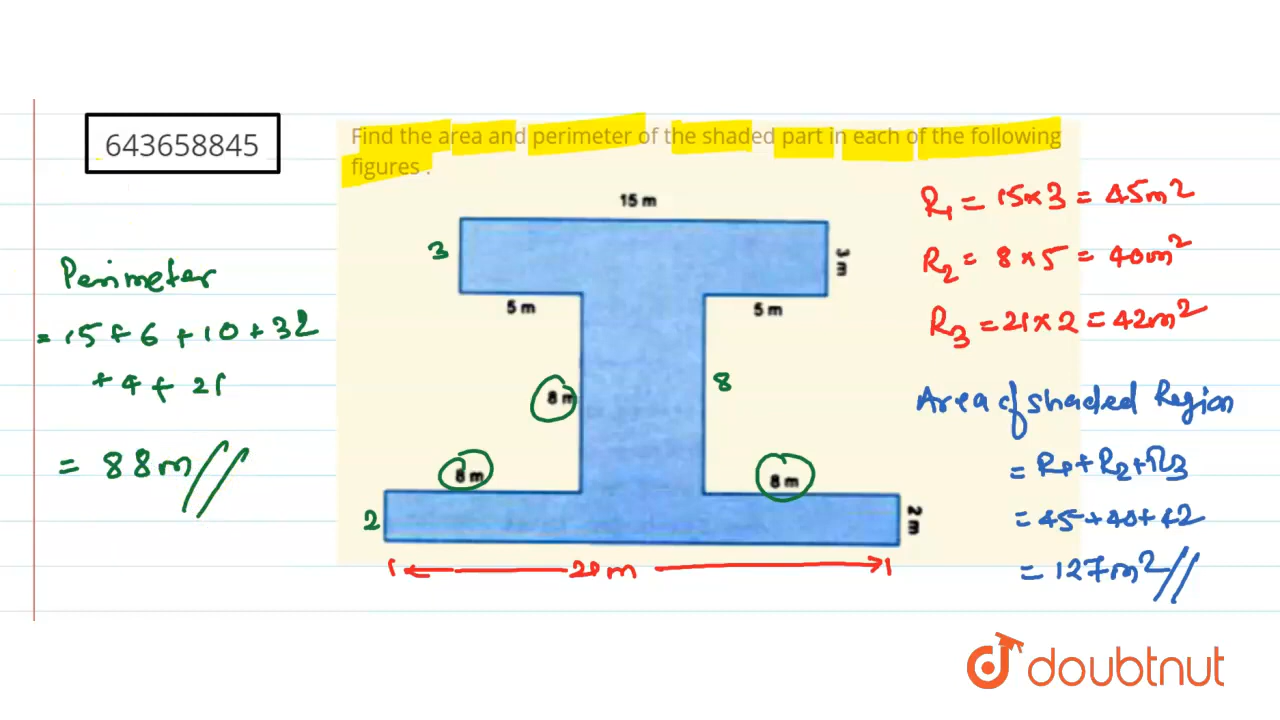 643658845
Find the area and perimeter of the shaded part in each of the following
figures .
15 m
3
3 m
5 m
5 m
8 m
8
8 m
8 m
2
2 m
21 m
Perimeter
= 15 + 6 + 10 + 32
+ 4 + 21
= 88m//
R1 = 15×3 = 45m²
R2 = 8×5 = 40m²
R3 = 21×2 = 42m²
Area of shaded Region
= R1+R2+R3
= 45+40+42
= 127m²//
doubtnut